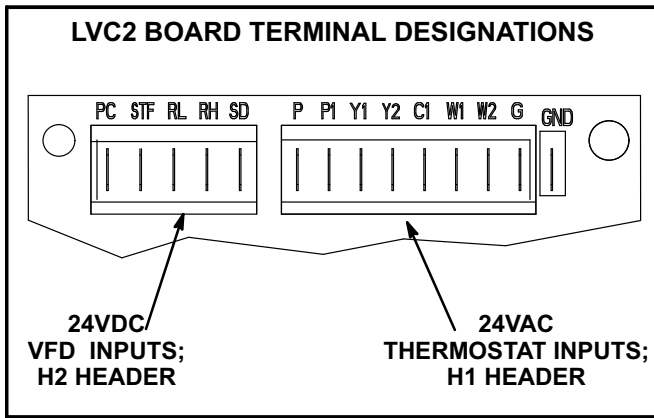 LVC2 BOARD TERMINAL DESIGNATIONS
PC STF RL RH SD P P1 Y1 Y2 C1 W1 W2 G GND
24VDC
VFD INPUTS;
H2 HEADER
24VAC
THERMOSTAT INPUTS;
H1 HEADER